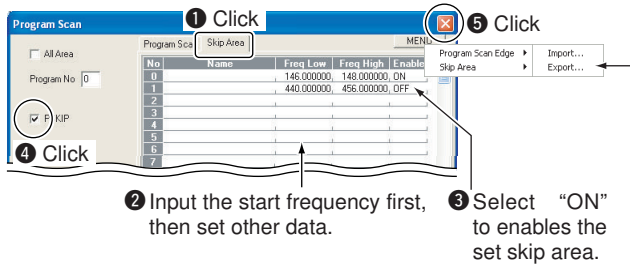 ❶ Click
Program Scan
❺ Click
All Area
Program Sca Skip Area MENU
Program No 0
No Name Freq Low Freq High Enable
0 146.000000, 148.000000, ON
1 440.000000, 456.000000, OFF
2
3
4
5
6
7
Program Scan Edge
Skip Area
Import...
Export...
P KIP
❹ Click
❷ Input the start frequency first,
then set other data.
❸ Select “ON”
to enables the
set skip area.